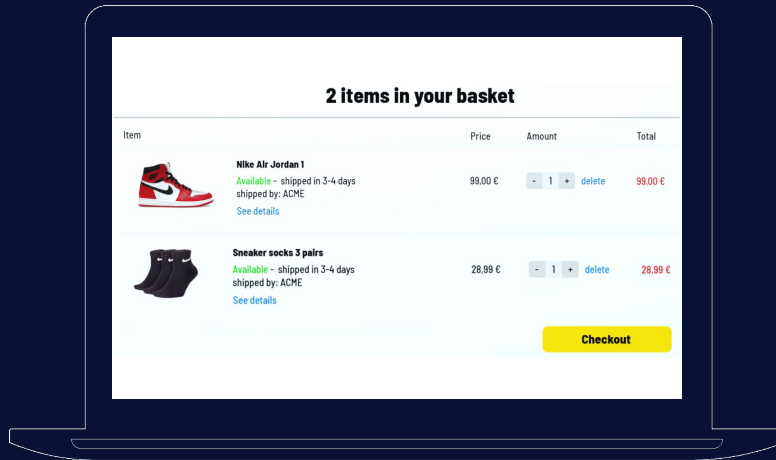 2 items in your basket
Item Price Amount Total
Nike Air Jordan 1
Available - shipped in 3-4 days
shipped by: ACME
See details
99,00 € - 1 + delete 99,00 €
Sneaker socks 3 pairs
Available - shipped in 3-4 days
shipped by: ACME
See details
28,99 € - 1 + delete 28,99 €
Checkout